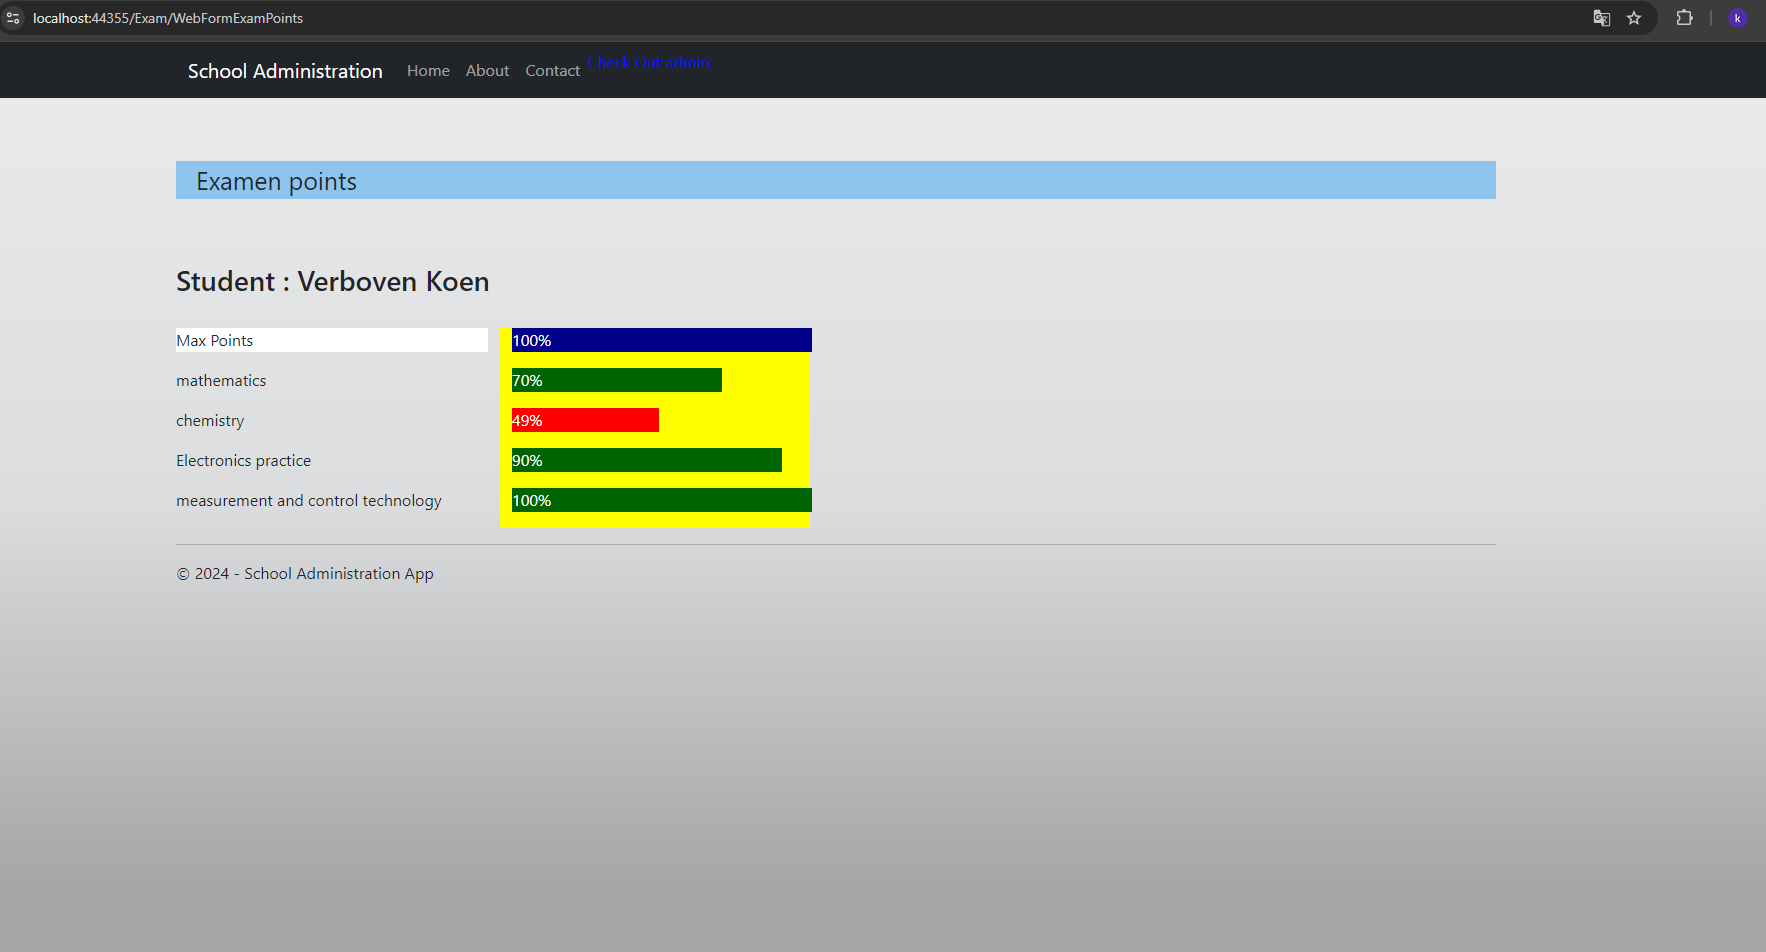 localhost:44355/Exam/WebFormExamPoints
k
School Administration Home About Contact Check Out admin
Examen points
Student : Verboven Koen
Max Points 100%
mathematics 70%
chemistry 49%
Electronics practice 90%
measurement and control technology 100%
© 2024 - School Administration App